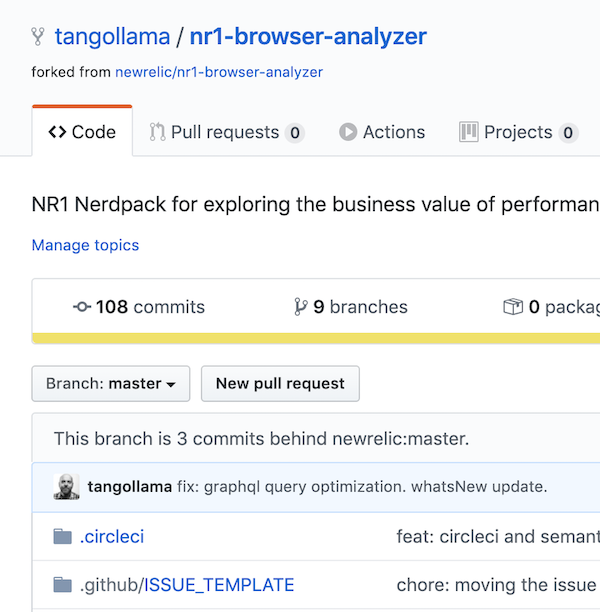 tangollama / nr1-browser-analyzer
forked from newrelic/nr1-browser-analyzer
<> Code Pull requests 0 Actions Projects 0
NR1 Nerdpack for exploring the business value of performan
Manage topics
108 commits 9 branches 0 packag
Branch: master New pull request
This branch is 3 commits behind newrelic:master.
tangollama fix: graphql query optimization. whatsNew update.
.circleci feat: circleci and semant
.github/ISSUE_TEMPLATE chore: moving the issue